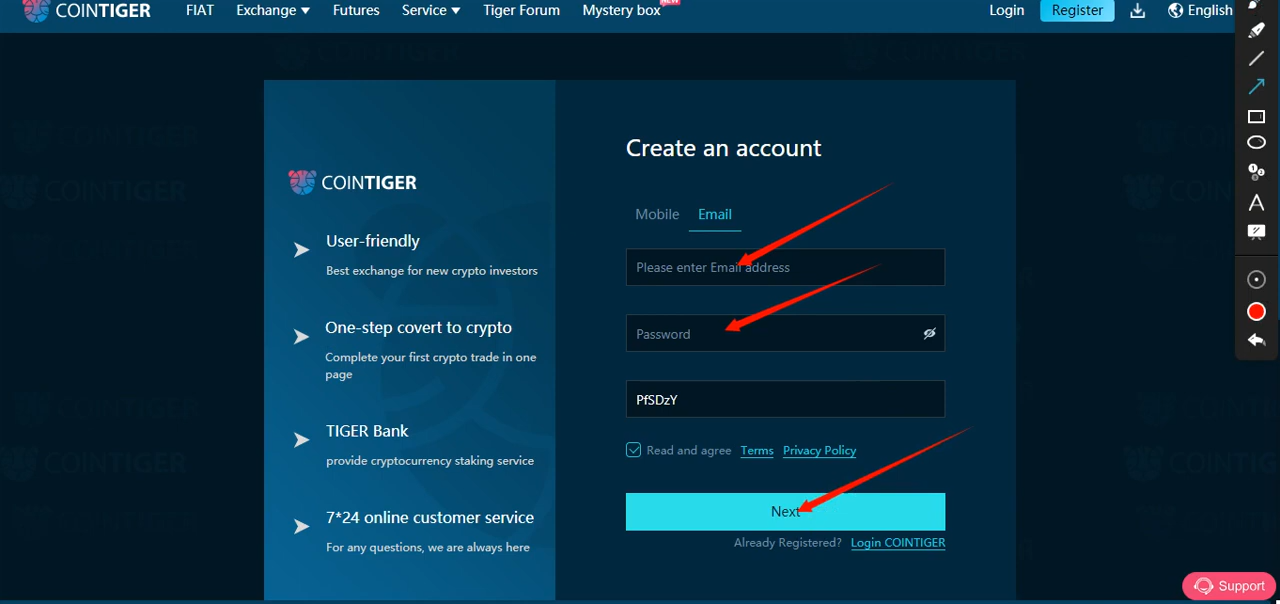 COINTIGER FIAT Exchange Futures Service Tiger Forum Mystery box NEW Login Register English
Create an account
COINTIGER
Mobile Email
User-friendly
Best exchange for new crypto investors
Please enter Email address
One-step covert to crypto
Complete your first crypto trade in one
page
Password
PfSDzY
TIGER Bank
provide cryptocurrency staking service
Read and agree Terms Privacy Policy
7*24 online customer service
For any questions, we are always here
Next
Already Registered? Login COINTIGER
Support